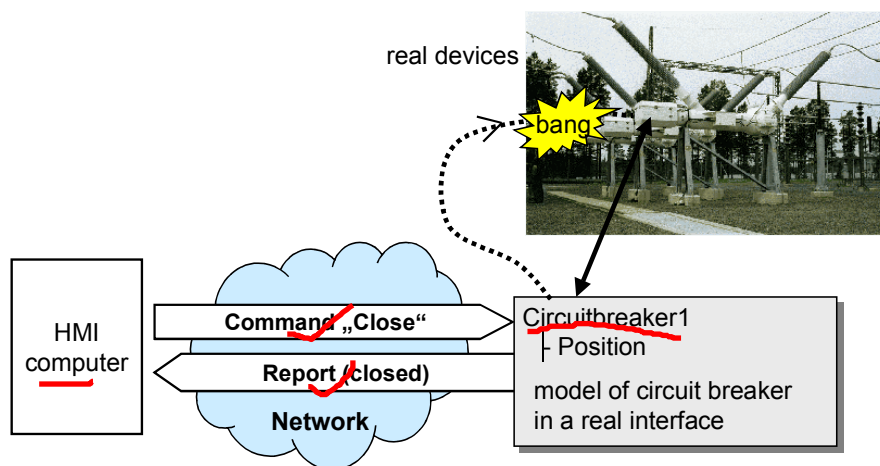 real devices
bang
HMI
computer
Command „Close“
Report (closed)
Network
Circuitbreaker1
Position
model of circuit breaker
in a real interface